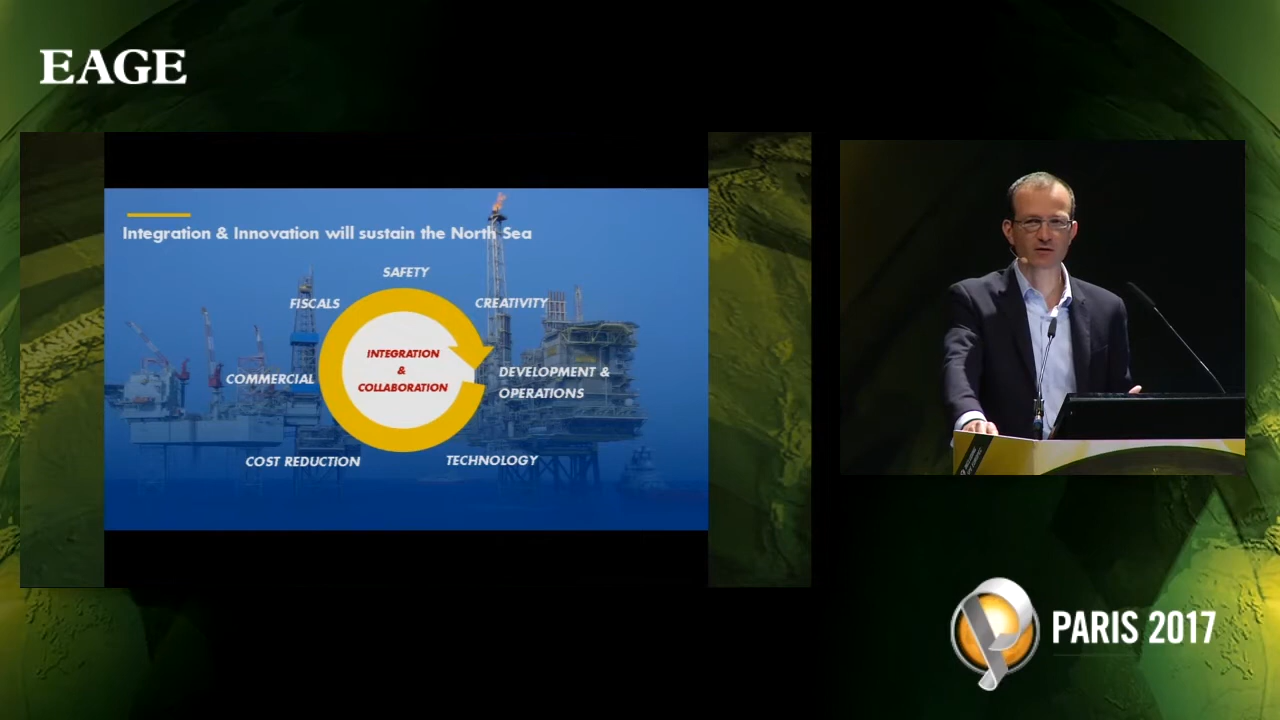 EAGE
Integration & Innovation will sustain the North Sea
SAFETY
FISCALS
CREATIVITY
INTEGRATION
&
COLLABORATION
COMMERCIAL
DEVELOPMENT &
OPERATIONS
COST REDUCTION
TECHNOLOGY
PARIS 2017